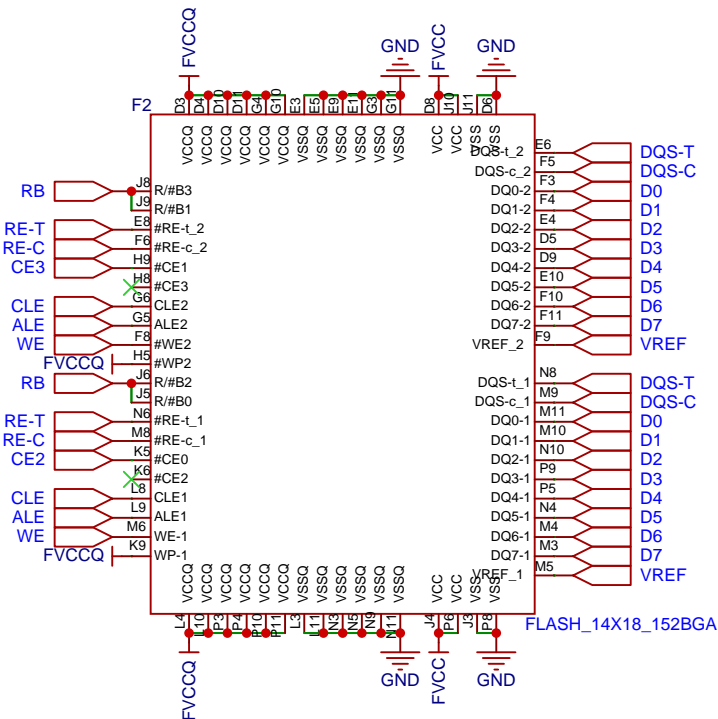 FVCCQ GND FVCC GND
F2
D3 D4 D10 D11 G4 G10 E3 E5 E9 E11 G3 G11 D8 J10 J11 D6
VCCQ VCCQ VCCQ VCCQ VCCQ VCCQ VSSQ VSSQ VSSQ VSSQ VSSQ VSSQ VCC VCC VSS VSS
RB J8 R/#B3
J9 R/#B1
RE-T E8 #RE-t_2
RE-C F6 #RE-c_2
CE3 H9 #CE1
H8 #CE3
CLE G6 CLE2
ALE G5 ALE2
WE F8 #WE2
FVCCQ H5 #WP2
RB J6 R/#B2
J5 R/#B0
RE-T N6 #RE-t_1
RE-C M8 #RE-c_1
CE2 K5 #CE0
K6 #CE2
CLE L8 CLE1
ALE L9 ALE1
WE M6 WE-1
FVCCQ K9 WP-1
DQS-t_2 E6 DQS-T
DQS-c_2 F5 DQS-C
DQ0-2 F3 D0
DQ1-2 F4 D1
DQ2-2 E4 D2
DQ3-2 D5 D3
DQ4-2 D9 D4
DQ5-2 E10 D5
DQ6-2 F10 D6
DQ7-2 F11 D7
VREF_2 F9 VREF
DQS-t_1 N8 DQS-T
DQS-c_1 M9 DQS-C
DQ0-1 M11 D0
DQ1-1 M10 D1
DQ2-1 N10 D2
DQ3-1 P9 D3
DQ4-1 P5 D4
DQ5-1 N4 D5
DQ6-1 M4 D6
DQ7-1 M3 D7
VREF_1 M5 VREF
VCCQ VCCQ VCCQ VCCQ VCCQ VCCQ VSSQ VSSQ VSSQ VSSQ VSSQ VSSQ VCC VCC VSS VSS
L4 L10 P3 P4 P10 P11 L3 L11 N3 N5 N9 N11 J4 P6 J3 P8
FLASH_14X18_152BGA
FVCCQ GND FVCC GND